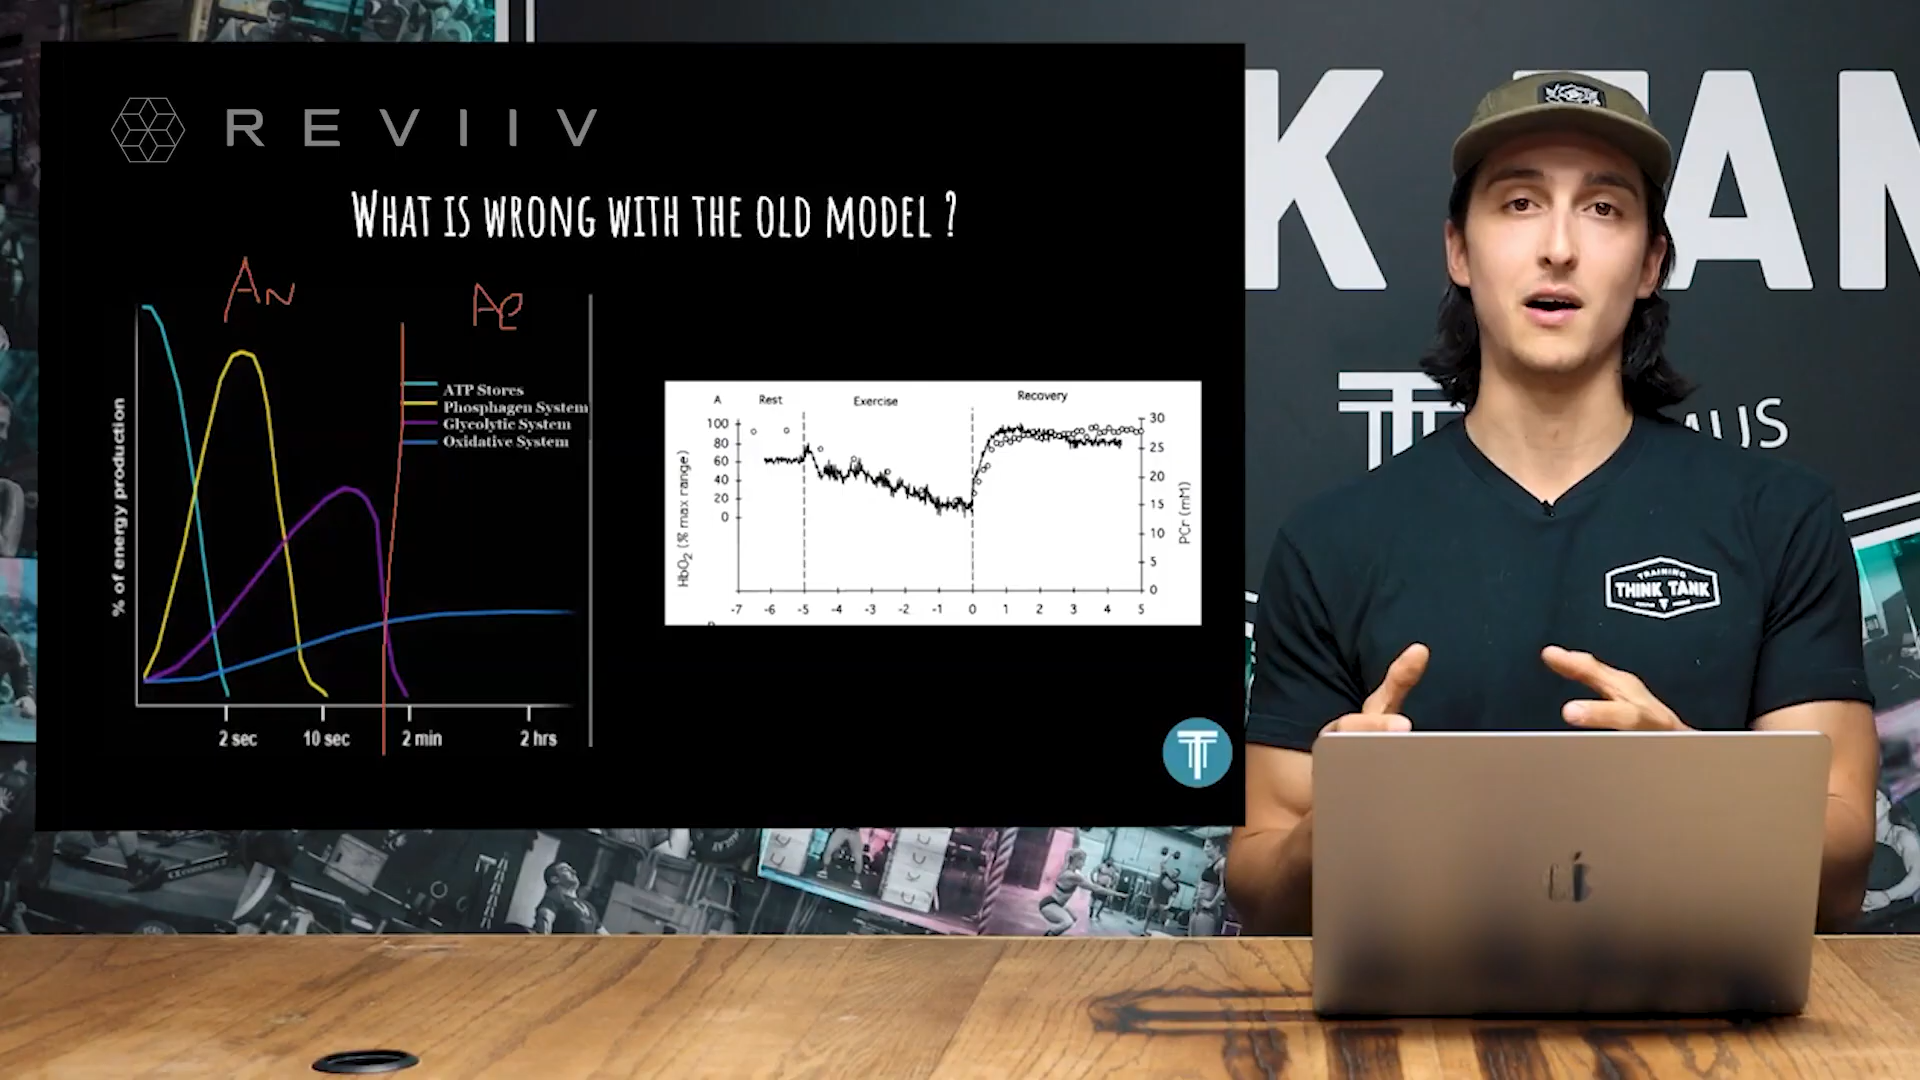 REVIIV
WHAT IS WRONG WITH THE OLD MODEL ?
An
Ae
ATP Stores
Phosphagen System
Glycolytic System
Oxidative System
% of energy production
2 sec 10 sec 2 min 2 hrs
A Rest Exercise Recovery
100
80
60
40
20
0
30
25
20
15
10
5
0
HbO2 (% max range)
PCr (mM)
-7 -6 -5 -4 -3 -2 -1 0 1 2 3 4 5
K TAN
MUS
TRAINING
THINK TANK